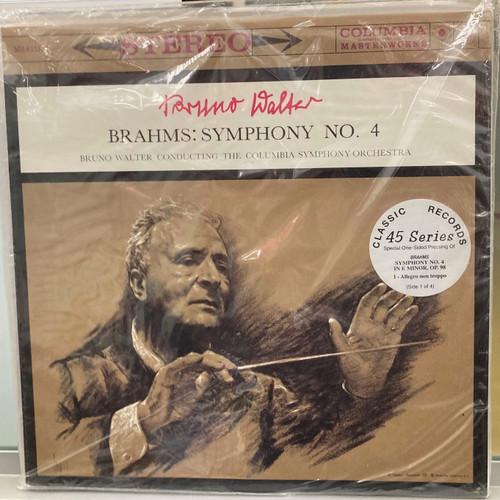 STEREO
COLUMBIA
MASTERWORKS
Bruno Walter
BRAHMS: SYMPHONY NO. 4
BRUNO WALTER CONDUCTING THE COLUMBIA SYMPHONY ORCHESTRA
CLASSIC RECORDS
45 Series
Special One-Sided Pressing Of
BRAHMS
SYMPHONY NO. 4
IN E MINOR, OP. 98
I - Allegro non troppo
(Side 1 of 4)